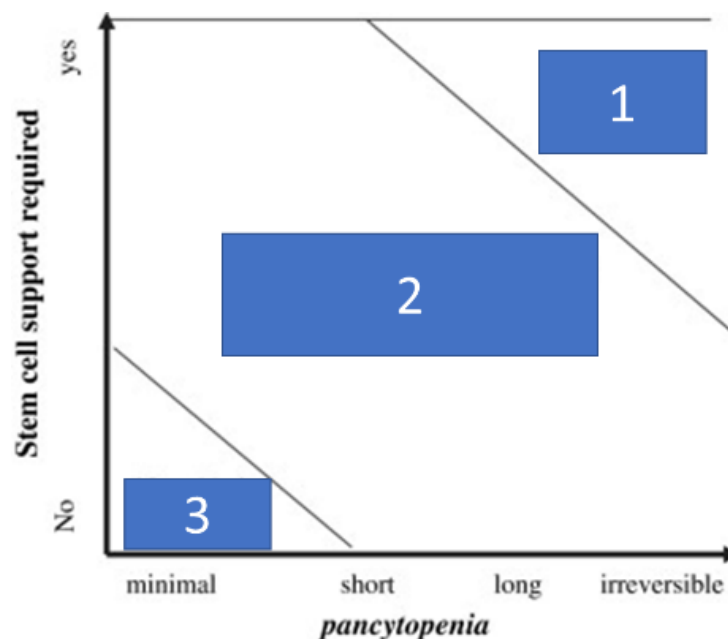 yes
1
Stem cell support required
2
No
3
minimal short long irreversible
pancytopenia